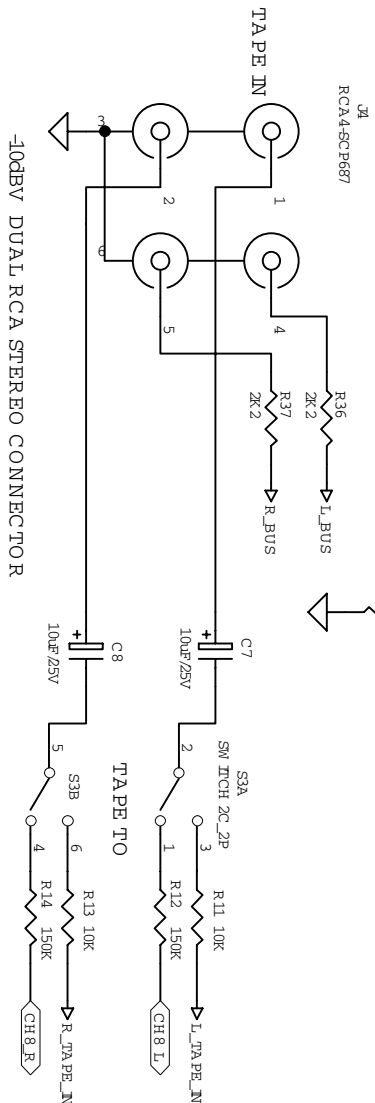 J4
RCA4-SCP687
TAPE IN
1
2
3
4
5
6
R36
2K2
R37
2K2
L_BUS
R_BUS
-10dBV DUAL RCA STEREO CONNECTOR
C7
10uF/25V
+
C8
10uF/25V
+
S3A
SWITCH 2C_2P
2
3
1
TAPE TO
S3B
5
6
4
R11 10K
R12 150K
R13 10K
R14 150K
L_TAPE_IN
CH8 L
R_TAPE_IN
CH8_R